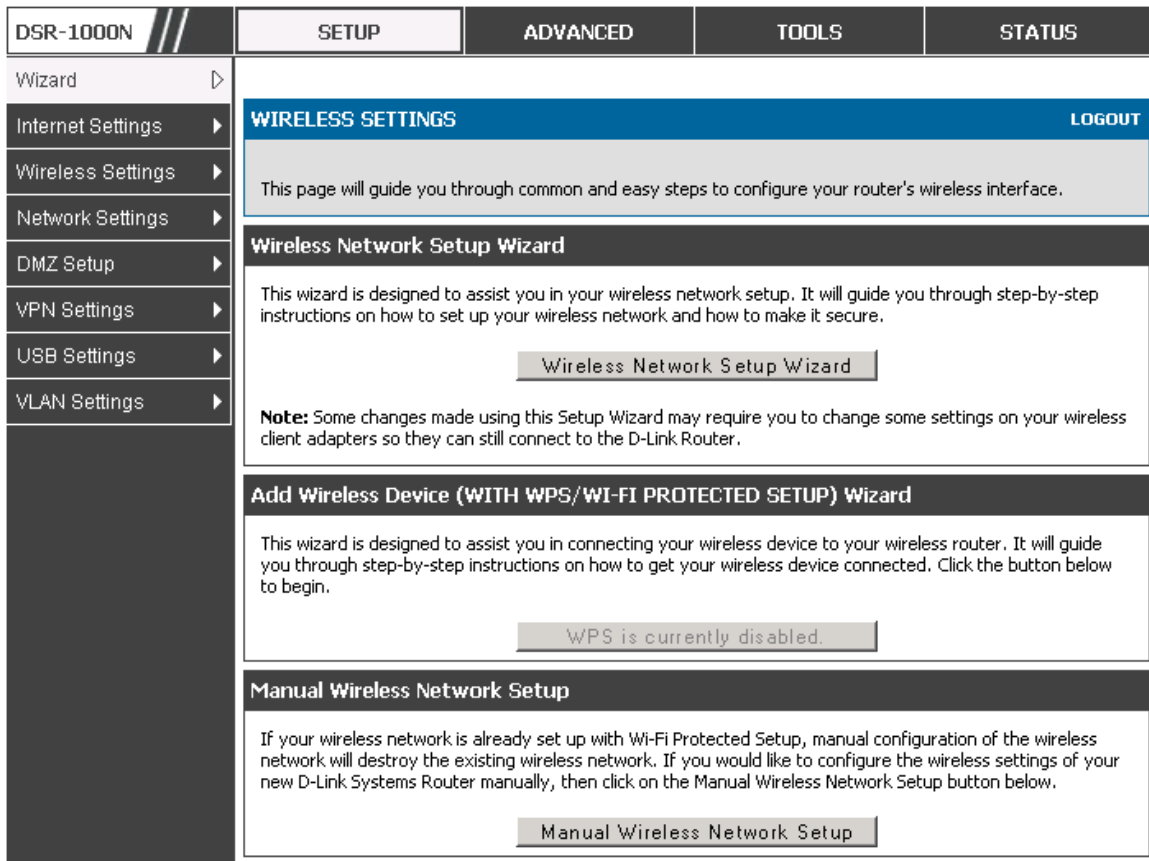 DSR-1000N
SETUP
ADVANCED
TOOLS
STATUS
Wizard
Internet Settings
Wireless Settings
Network Settings
DMZ Setup
VPN Settings
USB Settings
VLAN Settings
WIRELESS SETTINGS
LOGOUT
This page will guide you through common and easy steps to configure your router's wireless interface.
Wireless Network Setup Wizard
This wizard is designed to assist you in your wireless network setup. It will guide you through step-by-step
instructions on how to set up your wireless network and how to make it secure.
Wireless Network Setup Wizard
Note: Some changes made using this Setup Wizard may require you to change some settings on your wireless
client adapters so they can still connect to the D-Link Router.
Add Wireless Device (WITH WPS/WI-FI PROTECTED SETUP) Wizard
This wizard is designed to assist you in connecting your wireless device to your wireless router. It will guide
you through step-by-step instructions on how to get your wireless device connected. Click the button below
to begin.
WPS is currently disabled.
Manual Wireless Network Setup
If your wireless network is already set up with Wi-Fi Protected Setup, manual configuration of the wireless
network will destroy the existing wireless network. If you would like to configure the wireless settings of your
new D-Link Systems Router manually, then click on the Manual Wireless Network Setup button below.
Manual Wireless Network Setup